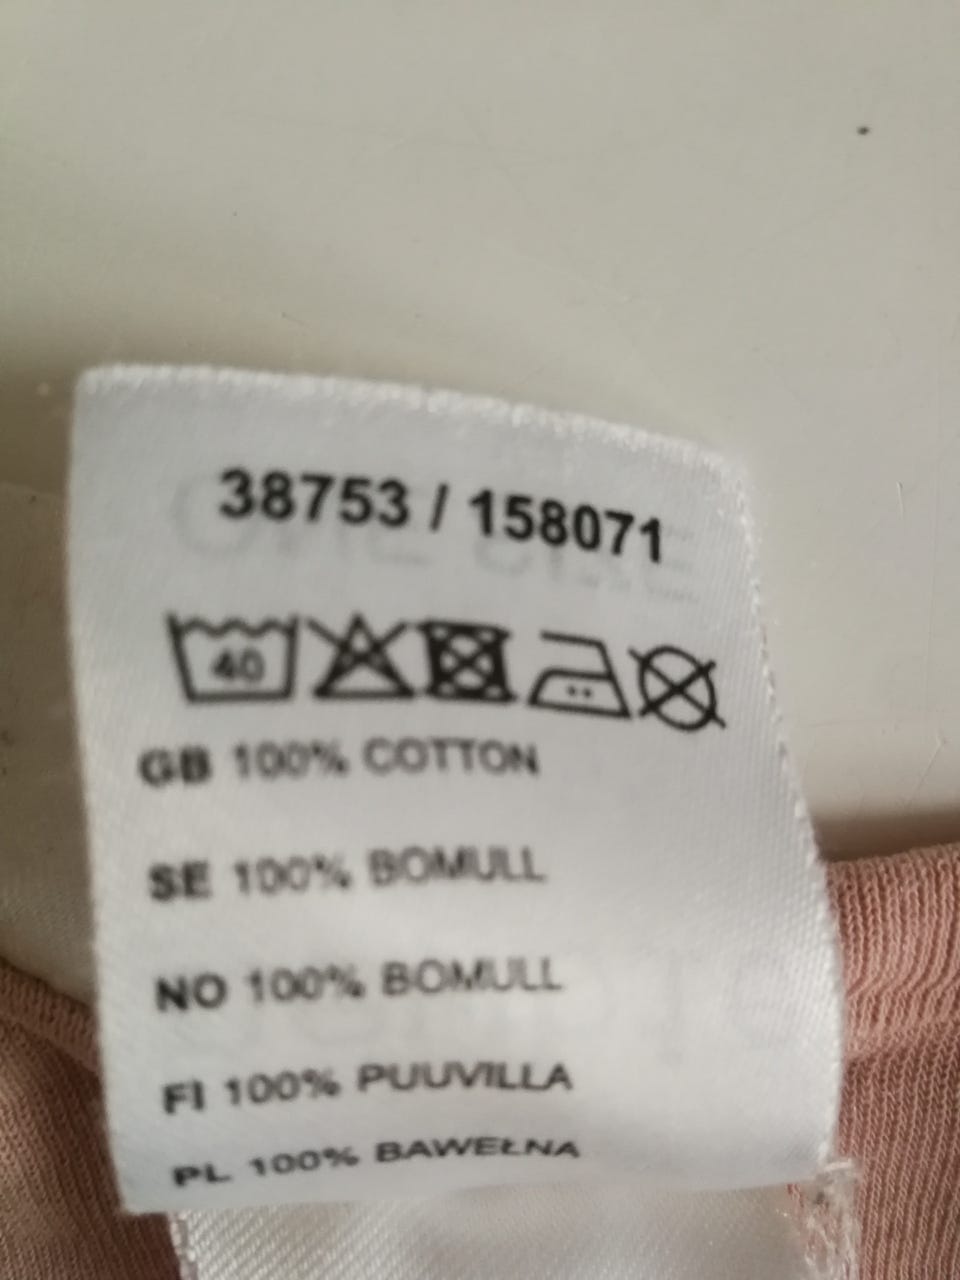 38753 / 158071
40
GB 100% COTTON
SE 100% BOMULL
NO 100% BOMULL
FI 100% PUUVILLA
PL 100% BAWEŁNA